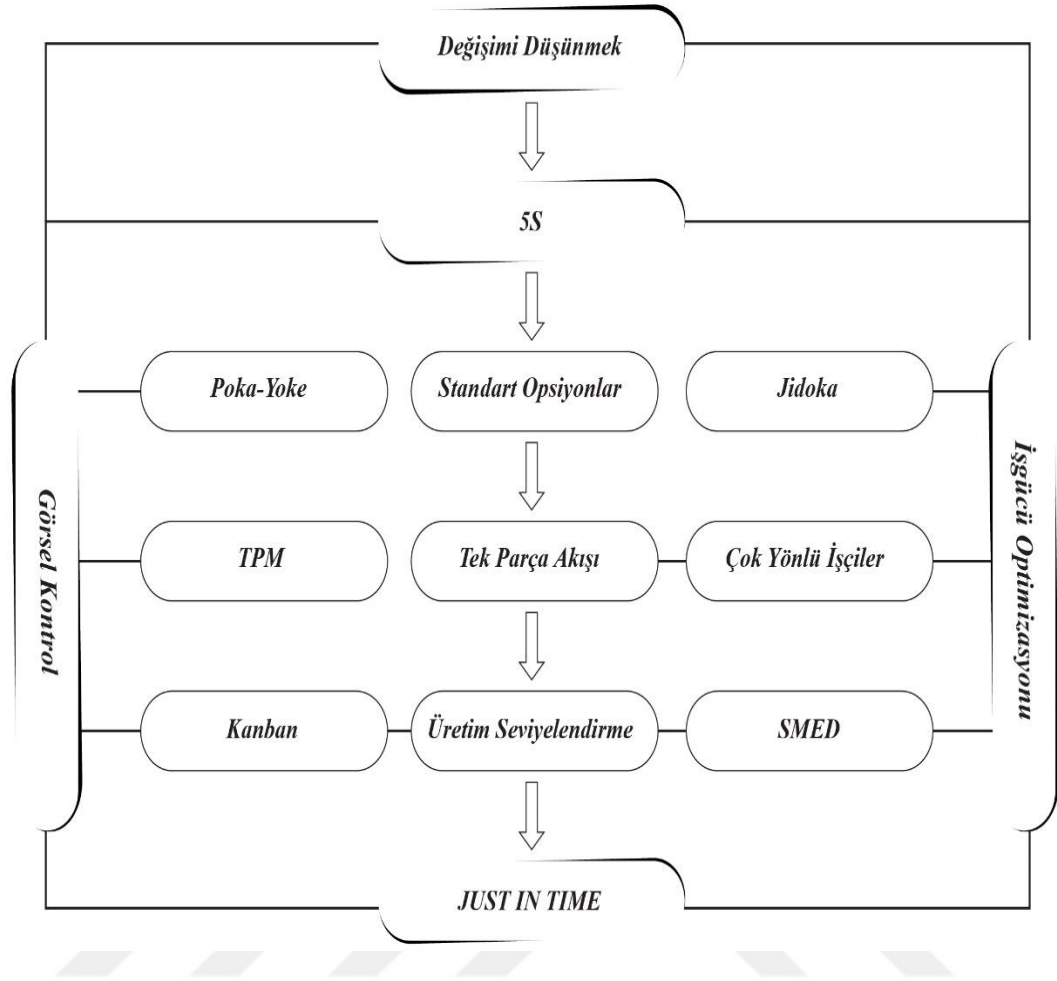 Değişimi Düşünmek
5S
Poka-Yoke
Standart Opsiyonlar
Jidoka
Görsel Kontrol
İşgücü Optimizasyonu
TPM
Tek Parça Akışı
Çok Yönlü İşçiler
Kanban
Üretim Seviyelendirme
SMED
JUST IN TIME